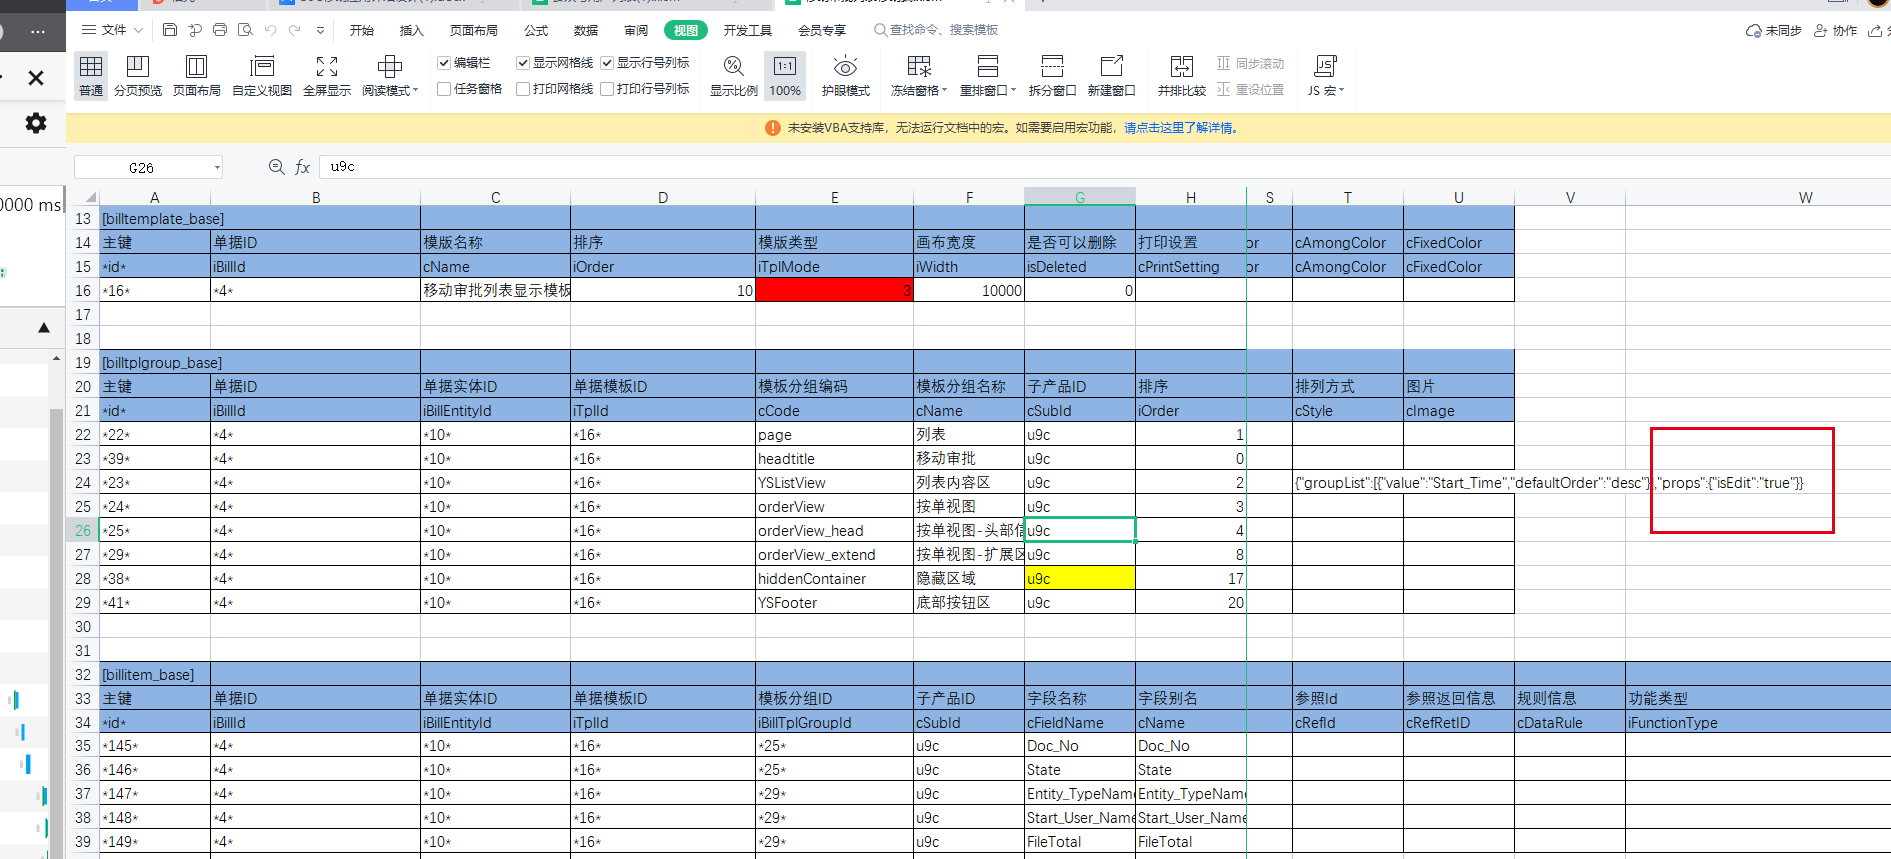 文件 开始 插入 页面布局 公式 数据 审阅 视图 开发工具 会员专享 查找命令、搜索模板 未同步 协作
普通 分页预览 页面布局 自定义视图 全屏显示 阅读模式 编辑栏 显示网格线 显示行号列标 显示比例 100% 护眼模式 冻结窗格 重排窗口 拆分窗口 新建窗口 并排比较 同步滚动 JS 宏
任务窗格 打印网格线 打印行号列标 重设位置
未安装VBA支持库，无法运行文档中的宏。如需要启用宏功能，请点击这里了解详情。
G26 fx u9c
0000 ms
A B C D E F G H S T U V W
13 [billtemplate_base]
14 主键 单据ID 模版名称 排序 模版类型 画布宽度 是否可以删除 打印设置 or cAmongColor cFixedColor
15 *id* iBillId cName iOrder iTplMode iWidth isDeleted cPrintSetting or cAmongColor cFixedColor
16 *16* *4* 移动审批列表显示模板 10 3 10000 0
17
18
19 [billtplgroup_base]
20 主键 单据ID 单据实体ID 单据模板ID 模板分组编码 模板分组名称 子产品ID 排序 排列方式 图片
21 *id* iBillId iBillEntityId iTplId cCode cName cSubId iOrder cStyle cImage
22 *22* *4* *10* *16* page 列表 u9c 1
23 *39* *4* *10* *16* headtitle 移动审批 u9c 0
24 *23* *4* *10* *16* YSListView 列表内容区 u9c 2 {"groupList":[{"value":"Start_Time","defaultOrder":"desc"}],"props":{"isEdit":"true"}}
25 *24* *4* *10* *16* orderView 按单视图 u9c 3
26 *25* *4* *10* *16* orderView_head 按单视图-头部信 u9c 4
27 *29* *4* *10* *16* orderView_extend 按单视图-扩展区 u9c 8
28 *38* *4* *10* *16* hiddenContainer 隐藏区域 u9c 17
29 *41* *4* *10* *16* YSFooter 底部按钮区 u9c 20
30
31
32 [billitem_base]
33 主键 单据ID 单据实体ID 单据模板ID 模板分组ID 子产品ID 字段名称 字段别名 参照Id 参照返回信息 规则信息 功能类型
34 *id* iBillId iBillEntityId iTplId iBillTplGroupId cSubId cFieldName cName cRefId cRefRetID cDataRule iFunctionType
35 *145* *4* *10* *16* *25* u9c Doc_No Doc_No
36 *146* *4* *10* *16* *25* u9c State State
37 *147* *4* *10* *16* *29* u9c Entity_TypeName Entity_TypeName
38 *148* *4* *10* *16* *29* u9c Start_User_Name Start_User_Name
39 *149* *4* *10* *16* *29* u9c FileTotal FileTotal